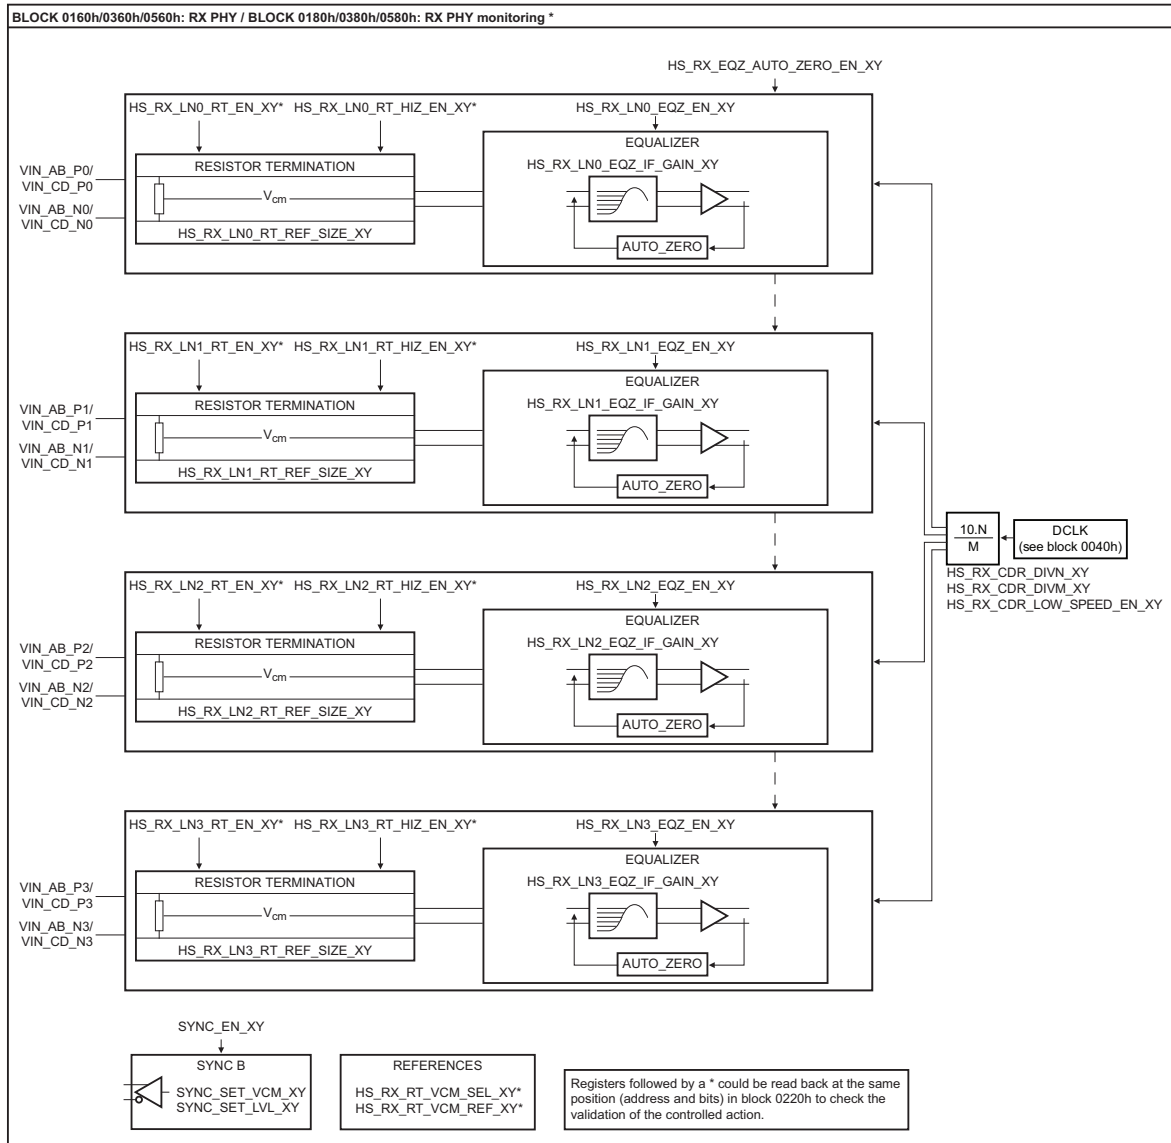 BLOCK 0160h/0360h/0560h: RX PHY / BLOCK 0180h/0380h/0580h: RX PHY monitoring *
HS_RX_EQZ_AUTO_ZERO_EN_XY
HS_RX_LN0_RT_EN_XY* HS_RX_LN0_RT_HIZ_EN_XY* HS_RX_LN0_EQZ_EN_XY
EQUALIZER
VIN_AB_P0/
VIN_CD_P0
VIN_AB_N0/
VIN_CD_N0
RESISTOR TERMINATION
Vcm
HS_RX_LN0_RT_REF_SIZE_XY
HS_RX_LN0_EQZ_IF_GAIN_XY
AUTO_ZERO
HS_RX_LN1_RT_EN_XY* HS_RX_LN1_RT_HIZ_EN_XY* HS_RX_LN1_EQZ_EN_XY
EQUALIZER
VIN_AB_P1/
VIN_CD_P1
VIN_AB_N1/
VIN_CD_N1
RESISTOR TERMINATION
Vcm
HS_RX_LN1_RT_REF_SIZE_XY
HS_RX_LN1_EQZ_IF_GAIN_XY
AUTO_ZERO
10.N
M
DCLK
(see block 0040h)
HS_RX_CDR_DIVN_XY
HS_RX_CDR_DIVM_XY
HS_RX_CDR_LOW_SPEED_EN_XY
HS_RX_LN2_RT_EN_XY* HS_RX_LN2_RT_HIZ_EN_XY* HS_RX_LN2_EQZ_EN_XY
EQUALIZER
VIN_AB_P2/
VIN_CD_P2
VIN_AB_N2/
VIN_CD_N2
RESISTOR TERMINATION
Vcm
HS_RX_LN2_RT_REF_SIZE_XY
HS_RX_LN2_EQZ_IF_GAIN_XY
AUTO_ZERO
HS_RX_LN3_RT_EN_XY* HS_RX_LN3_RT_HIZ_EN_XY* HS_RX_LN3_EQZ_EN_XY
EQUALIZER
VIN_AB_P3/
VIN_CD_P3
VIN_AB_N3/
VIN_CD_N3
RESISTOR TERMINATION
Vcm
HS_RX_LN3_RT_REF_SIZE_XY
HS_RX_LN3_EQZ_IF_GAIN_XY
AUTO_ZERO
SYNC_EN_XY
SYNC B
SYNC_SET_VCM_XY
SYNC_SET_LVL_XY
REFERENCES
HS_RX_RT_VCM_SEL_XY*
HS_RX_RT_VCM_REF_XY*
Registers followed by a * could be read back at the same
position (address and bits) in block 0220h to check the
validation of the controlled action.